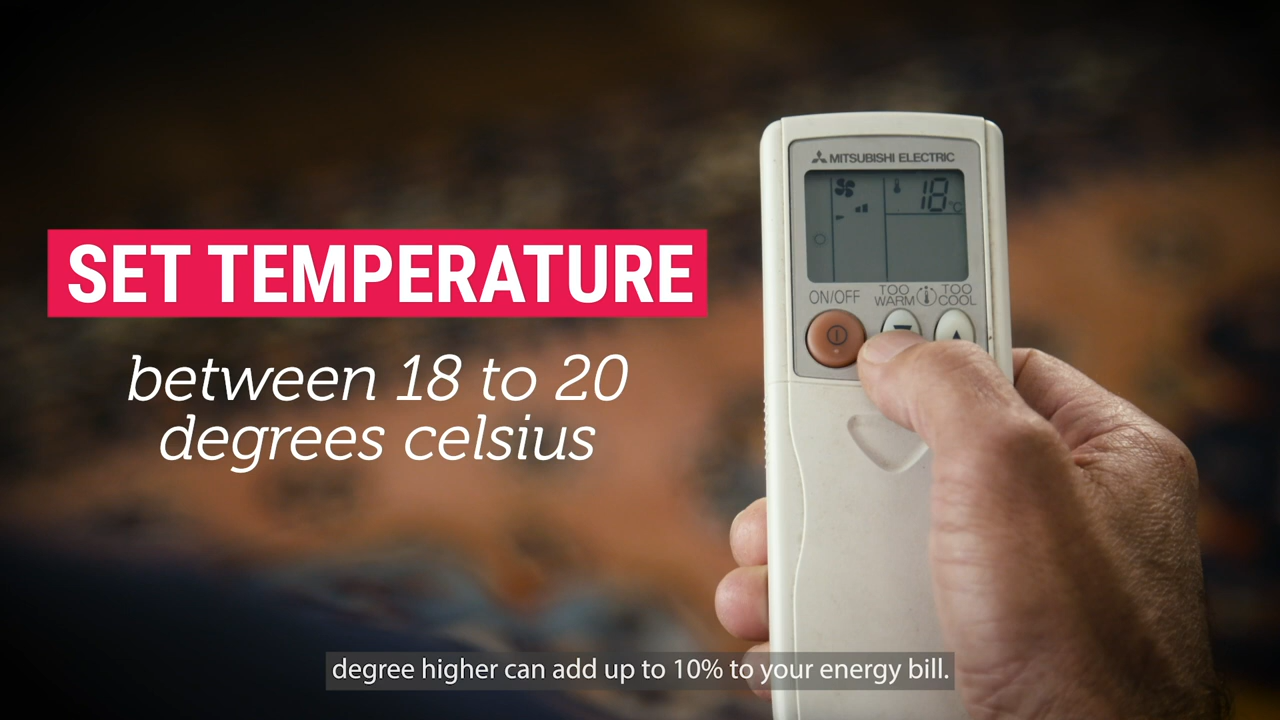 SET TEMPERATURE
between 18 to 20
degrees celsius
MITSUBISHI ELECTRIC
18°C
ON/OFF
TOO WARM
TOO COOL
degree higher can add up to 10% to your energy bill.